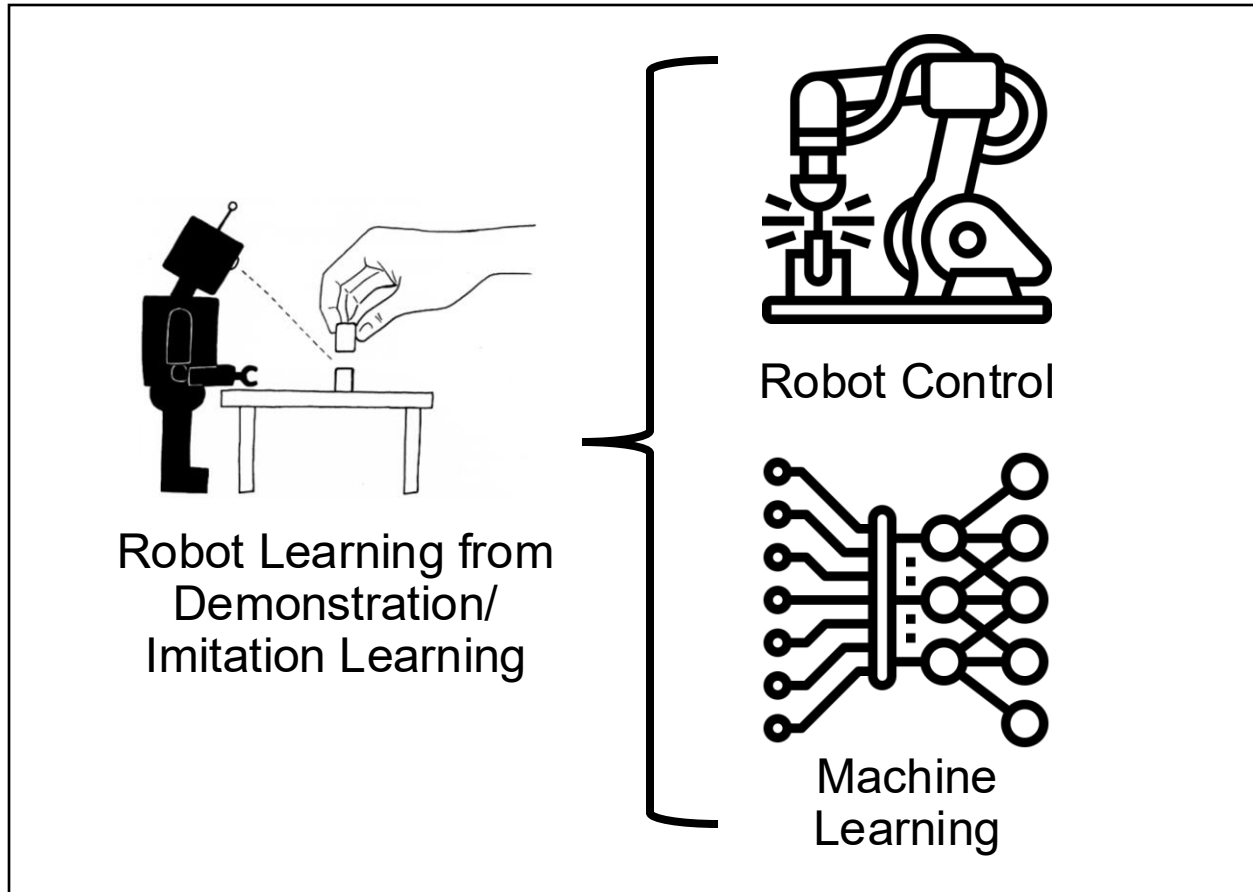 Robot Learning from
Demonstration/
Imitation Learning
Robot Control
Machine
Learning